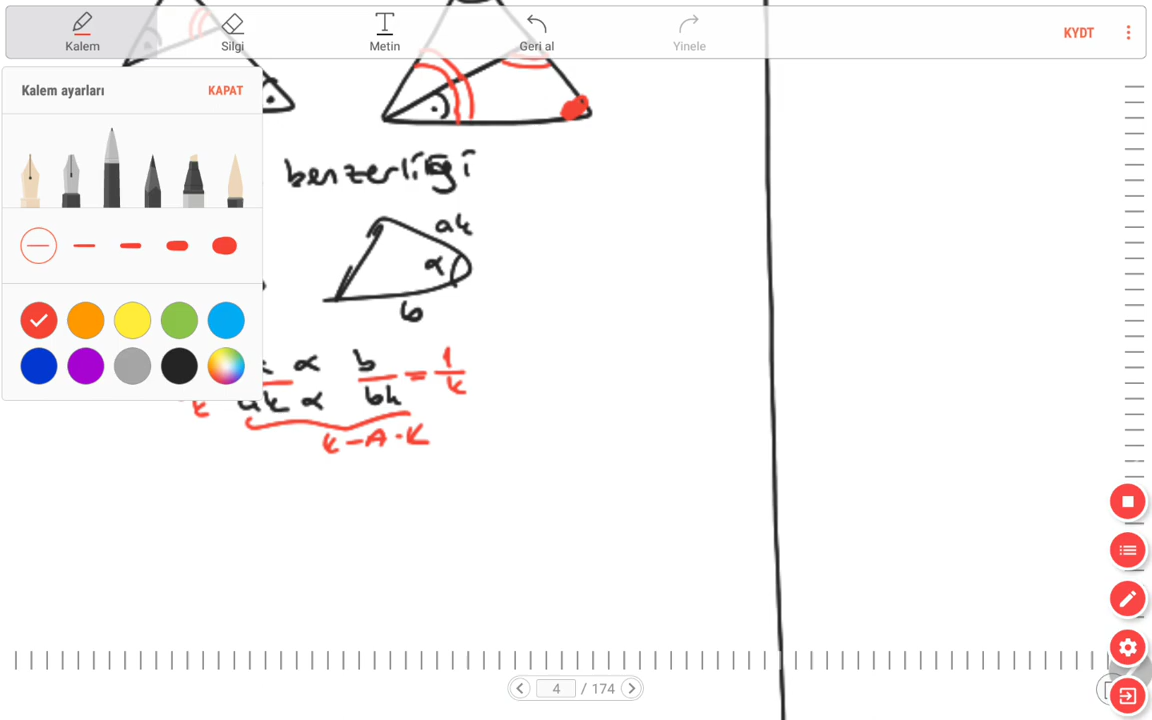 Kalem
Silgi
Metin
Geri al
Yinele
KYDT
Kalem ayarları
KAPAT
benzerliği
ak
α
b
α b
— = 1/k
k ak α bk
K-A-K
4 / 174